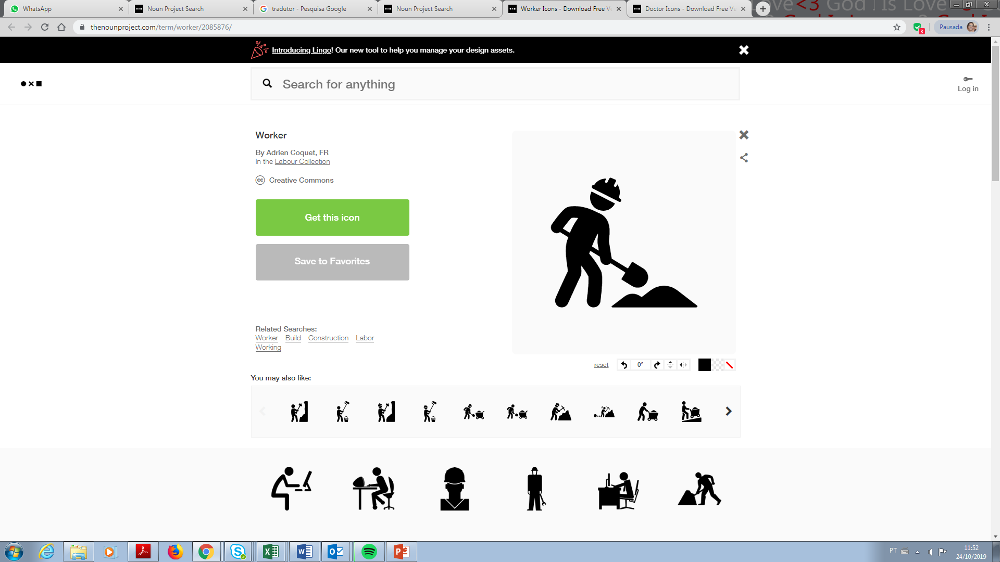 WhatsApp
Noun Project Search
tradutor - Pesquisa Google
Noun Project Search
Worker Icons - Download Free Ve
Doctor Icons - Download Free Ve
Love<3 God Is Love
thenounproject.com/term/worker/2085876/
3
Pausada
Introducing Lingo! Our new tool to help you manage your design assets.
Search for anything
Log in
Worker
By Adrien Coquet, FR
In the Labour Collection
cc Creative Commons
Get this icon
Save to Favorites
Related Searches:
Worker Build Construction Labor
Working
reset
0°
You may also like:
PT
11:52
24/10/2019